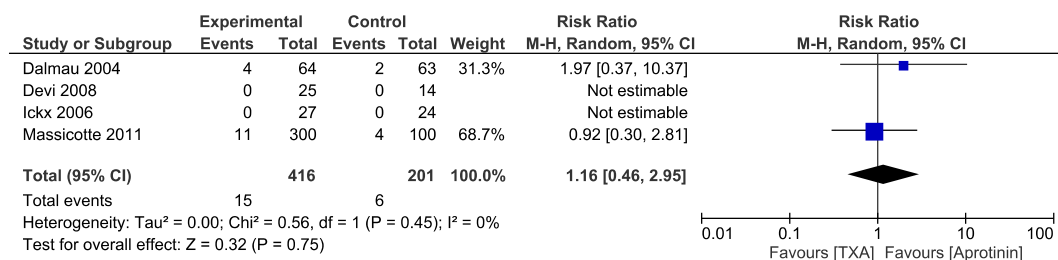 Experimental Control Risk Ratio Risk Ratio
Study or Subgroup Events Total Events Total Weight M-H, Random, 95% CI M-H, Random, 95% CI
Dalmau 2004 4 64 2 63 31.3% 1.97 [0.37, 10.37]
Devi 2008 0 25 0 14 Not estimable
Ickx 2006 0 27 0 24 Not estimable
Massicotte 2011 11 300 4 100 68.7% 0.92 [0.30, 2.81]
Total (95% CI) 416 201 100.0% 1.16 [0.46, 2.95]
Total events 15 6
Heterogeneity: Tau² = 0.00; Chi² = 0.56, df = 1 (P = 0.45); I² = 0%
Test for overall effect: Z = 0.32 (P = 0.75)
0.01 0.1 1 10 100
Favours [TXA] Favours [Aprotinin]